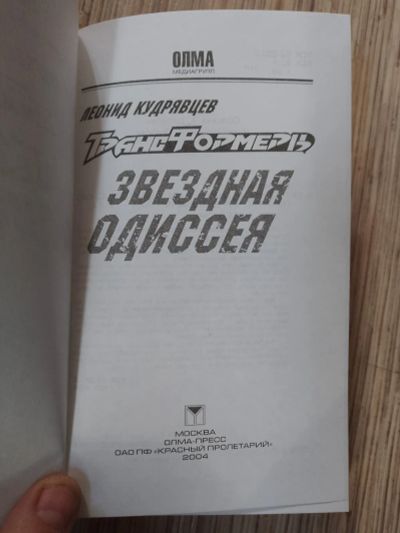 ОЛМА
МЕДИАГРУПП
ЛЕОНИД КУДРЯВЦЕВ
ТРАНСФОРМЕРЫ
ЗВЕЗДНАЯ
ОДИССЕЯ
МОСКВА
ОЛМА-ПРЕСС
ОАО ПФ «КРАСНЫЙ ПРОЛЕТАРИЙ»
2004